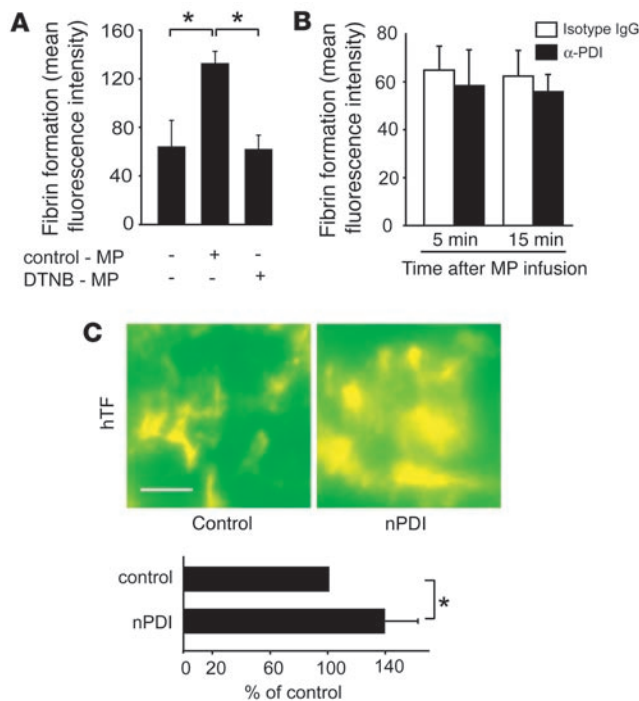 A
Fibrin formation (mean
fluorescence intensity)
160
120
80
40
0
* *
control - MP - + -
DTNB - MP - - +
B
Fibrin formation (mean
fluorescence intensity)
80
60
40
20
0
Isotype IgG
α-PDI
5 min 15 min
Time after MP infusion
C
hTF
Control nPDI
control
nPDI
*
0 20 60 100 140
% of control